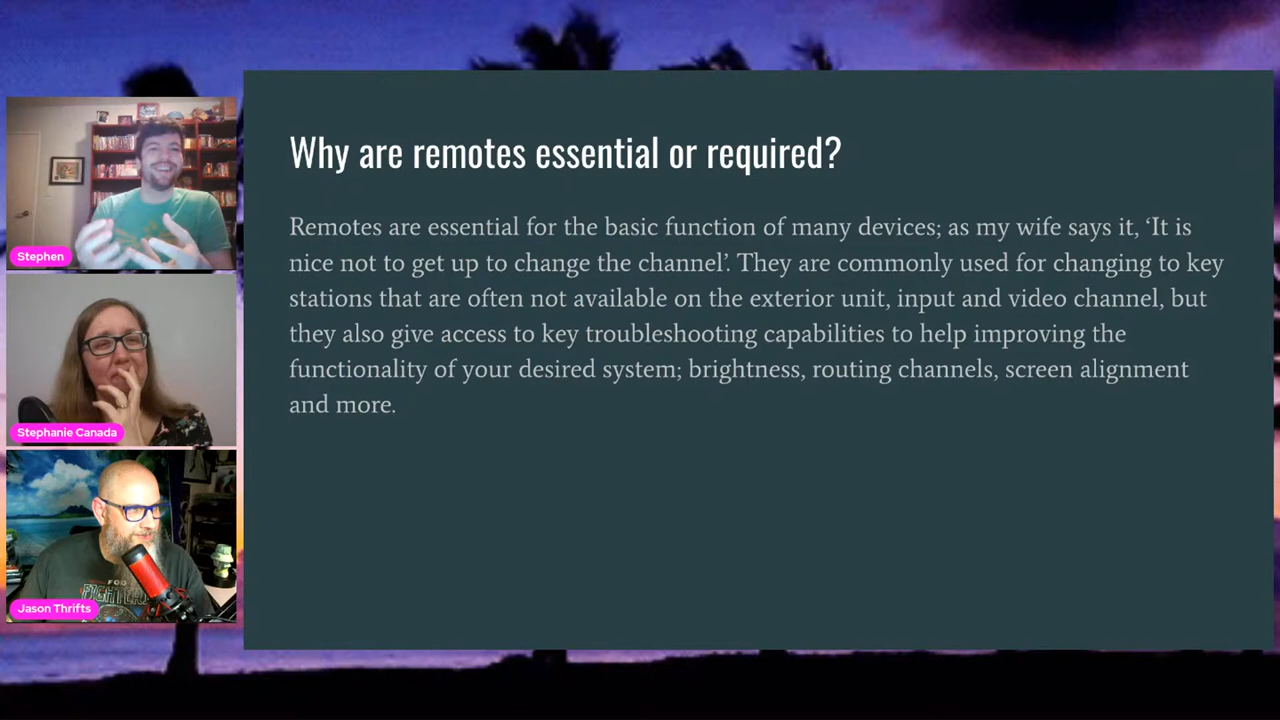 Why are remotes essential or required?
Remotes are essential for the basic function of many devices; as my wife says it, ‘It is
nice not to get up to change the channel’. They are commonly used for changing to key
stations that are often not available on the exterior unit, input and video channel, but
they also give access to key troubleshooting capabilities to help improving the
functionality of your desired system; brightness, routing channels, screen alignment
and more.
Stephen
Stephanie Canada
FOO
FIGHTERS
Jason Thrifts